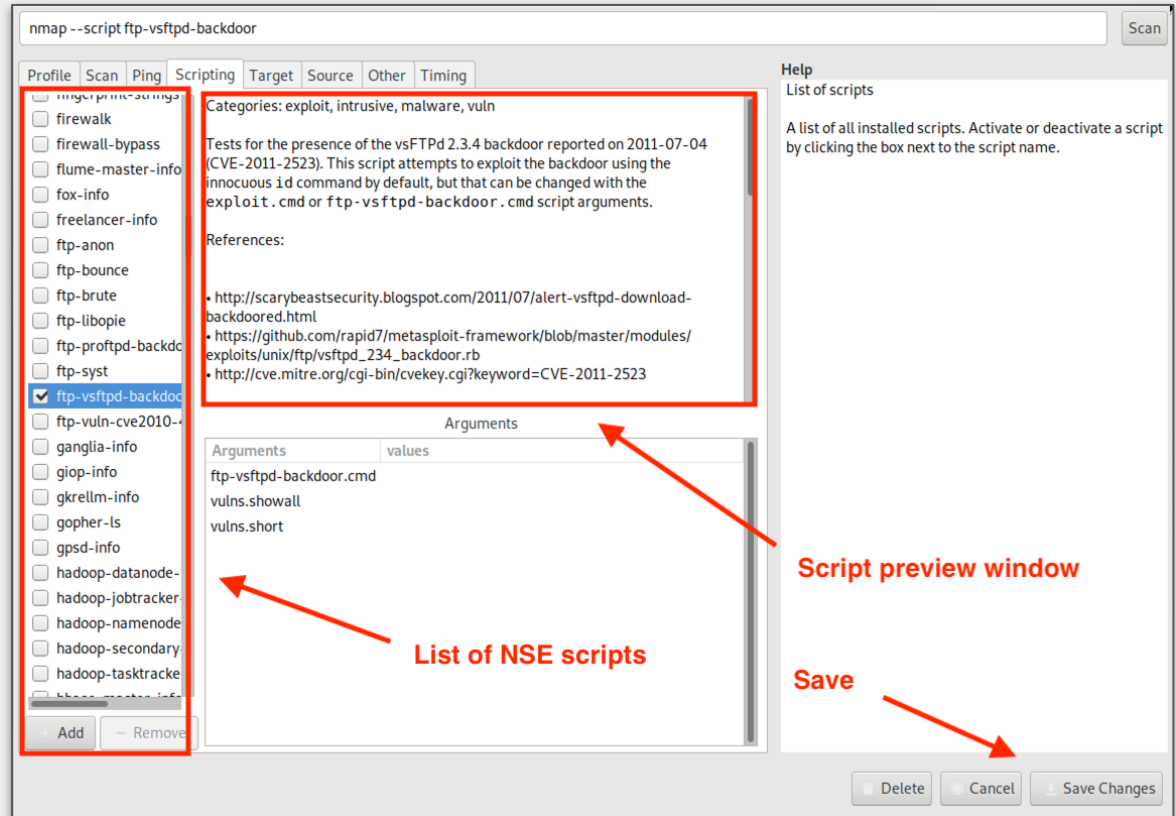 nmap --script ftp-vsftpd-backdoor
Scan
Profile Scan Ping Scripting Target Source Other Timing
fingerprint-strings
firewalk
firewall-bypass
flume-master-info
fox-info
freelancer-info
ftp-anon
ftp-bounce
ftp-brute
ftp-libopie
ftp-proftpd-backdo
ftp-syst
ftp-vsftpd-backdoo
ftp-vuln-cve2010-4
ganglia-info
giop-info
gkrellm-info
gopher-ls
gpsd-info
hadoop-datanode-
hadoop-jobtracker-
hadoop-namenode
hadoop-secondary-
hadoop-tasktracke
Add
Remove
Categories: exploit, intrusive, malware, vuln
Tests for the presence of the vsFTPd 2.3.4 backdoor reported on 2011-07-04
(CVE-2011-2523). This script attempts to exploit the backdoor using the
innocuous id command by default, but that can be changed with the
exploit.cmd or ftp-vsftpd-backdoor.cmd script arguments.
References:
• http://scarybeastsecurity.blogspot.com/2011/07/alert-vsftpd-download-
backdoored.html
• https://github.com/rapid7/metasploit-framework/blob/master/modules/
exploits/unix/ftp/vsftpd_234_backdoor.rb
• http://cve.mitre.org/cgi-bin/cvekey.cgi?keyword=CVE-2011-2523
Arguments
Arguments values
ftp-vsftpd-backdoor.cmd
vulns.showall
vulns.short
List of NSE scripts
Help
List of scripts
A list of all installed scripts. Activate or deactivate a script
by clicking the box next to the script name.
Script preview window
Save
Delete
Cancel
Save Changes